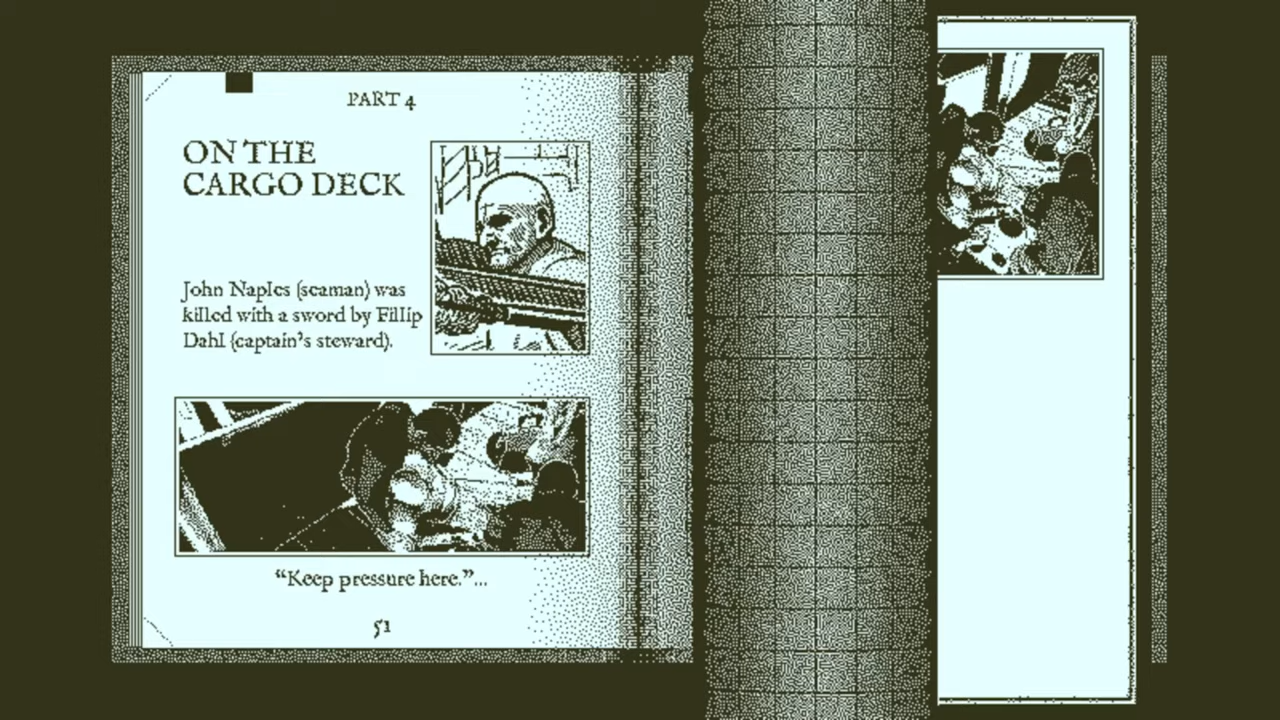 PART 4
ON THE
CARGO DECK
John Naples (seaman) was
killed with a sword by Fillip
Dahl (captain's steward).
“Keep pressure here.”...
51